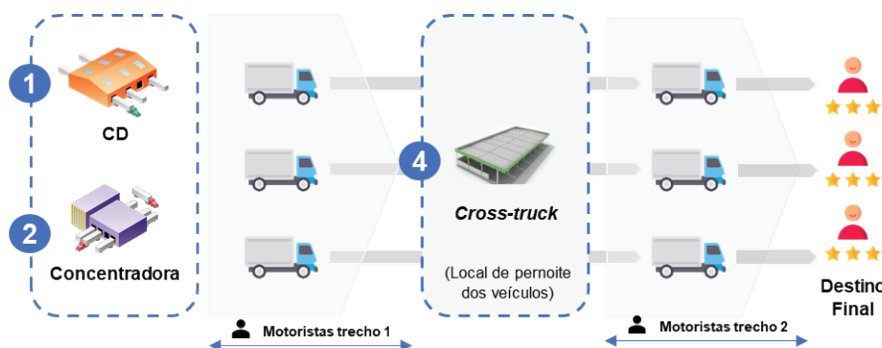 1
CD
2
Concentradora
Motoristas trecho 1
4
Cross-truck
(Local de pernoite
dos veículos)
Motoristas trecho 2
Destino
Final